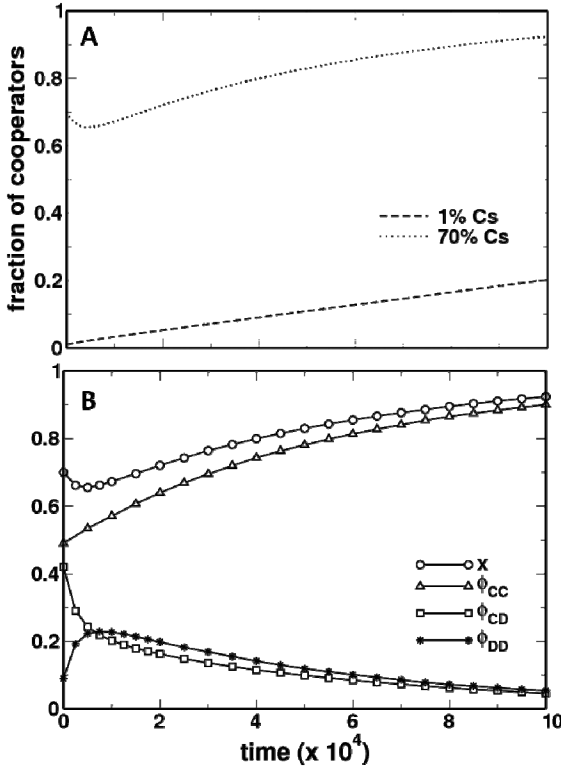 A
fraction of cooperators
1
0.8
0.6
0.4
0.2
0
1% Cs
70% Cs
B
1
0.8
0.6
0.4
0.2
0
x
ϕCC
ϕCD
ϕDD
0 2 4 6 8 10
time (x 10⁴)